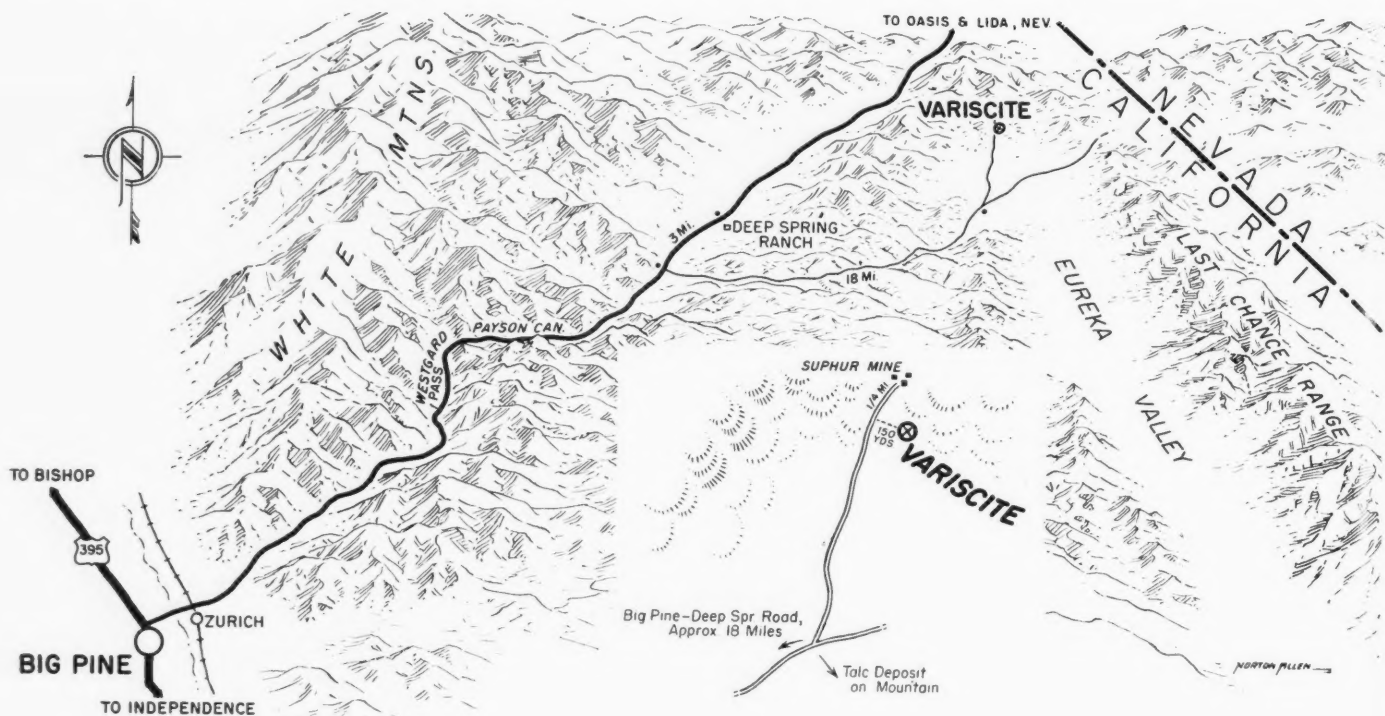 TO OASIS & LIDA, NEV.
N
WHITE MTNS
VARISCITE
NEVADA
CALIFORNIA
3 Mi.
DEEP SPRING
RANCH
18 Mi.
PAYSON CAN.
WESTGARD
PASS
EUREKA VALLEY
LAST CHANCE RANGE
SUPHUR MINE
1/4 Mi.
150
YDS
VARISCITE
TO BISHOP
395
ZURICH
BIG PINE
TO INDEPENDENCE
Big Pine-Deep Spr Road,
Approx 18 Miles
Talc Deposit
on Mountain
NORTON ALLEN